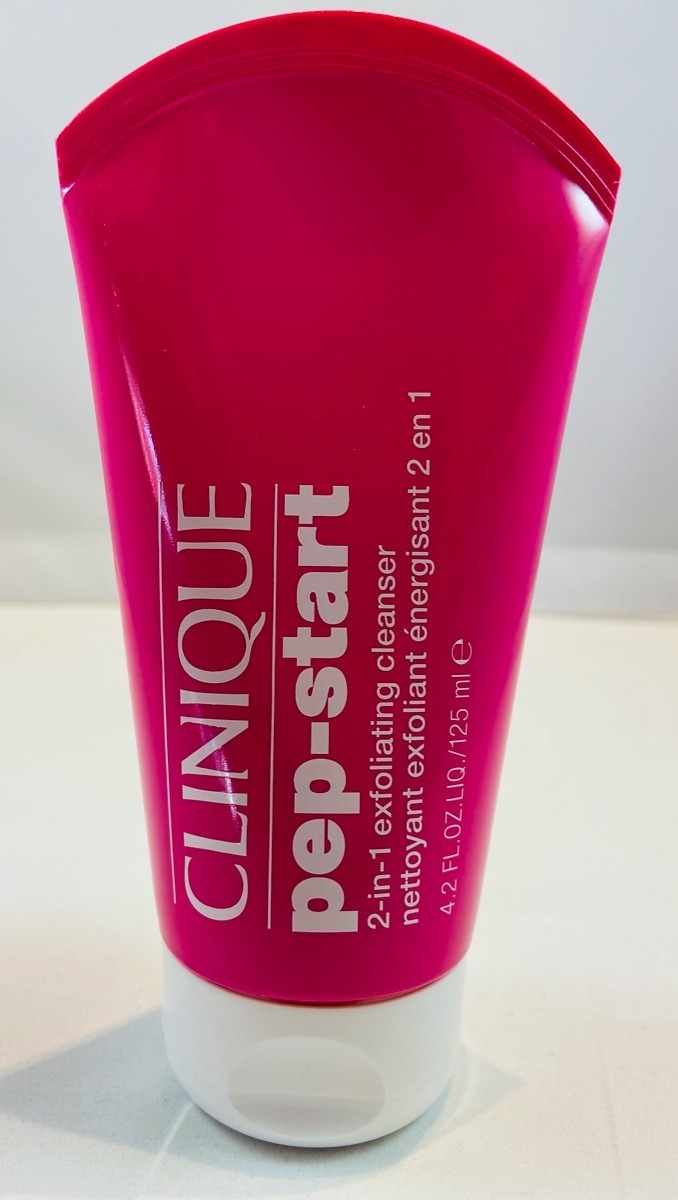 CLINIQUE
pep-start
2-in-1 exfoliating cleanser
nettoyant exfoliant énergisant 2 en 1
4.2 FL.OZ.LIQ./125 ml ℮